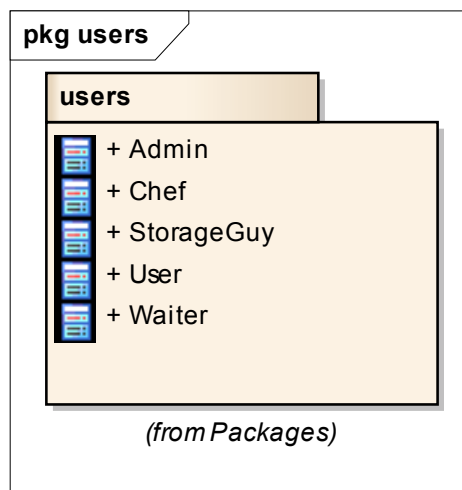 pkg users
users
+ Admin
+ Chef
+ StorageGuy
+ User
+ Waiter
(from Packages)